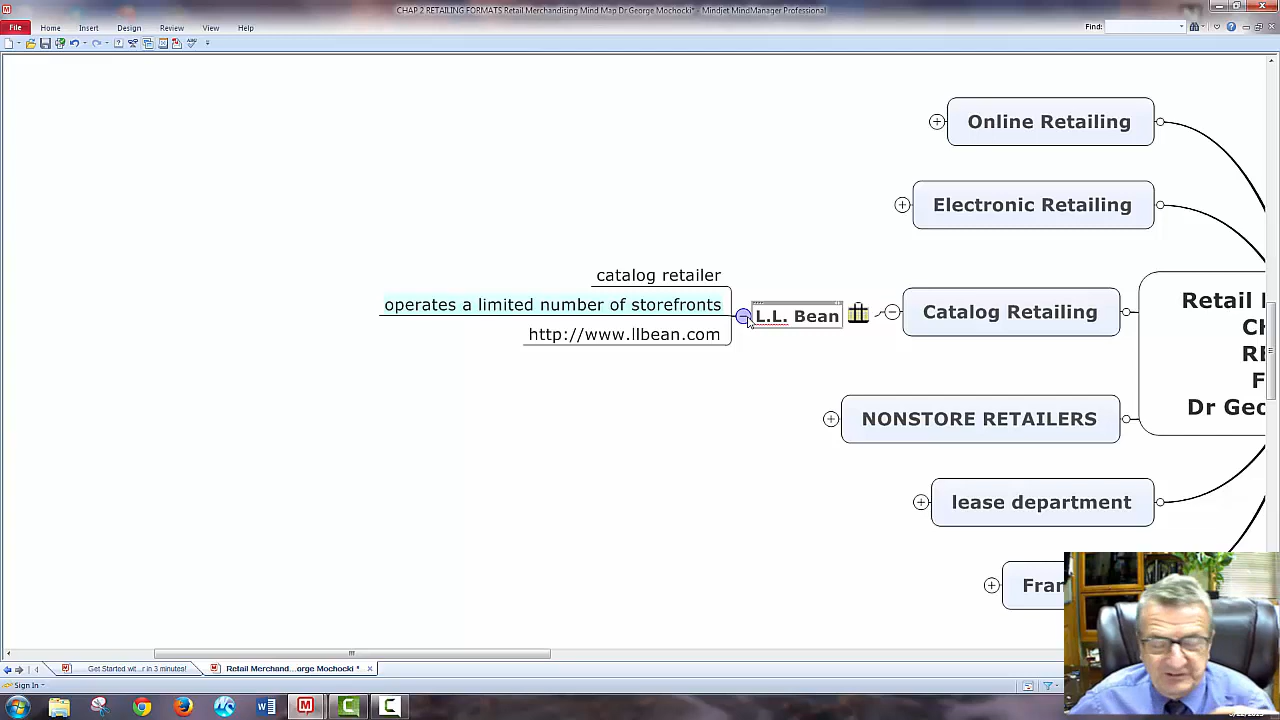 CHAP 2 RETAILING FORMATS Retail Merchandising Mind Map Dr George Mochocki* - Mindjet MindManager Professional
File Home Insert Design Review View Help
Find:
Online Retailing
Electronic Retailing
catalog retailer
operates a limited number of storefronts
http://www.llbean.com
L.L. Bean
Catalog Retailing
Retail
NONSTORE RETAILERS
Dr Geo
lease department
Fran
Get Started wit...r in 3 minutes!
Retail Merchand...orge Mochocki *
Sign In